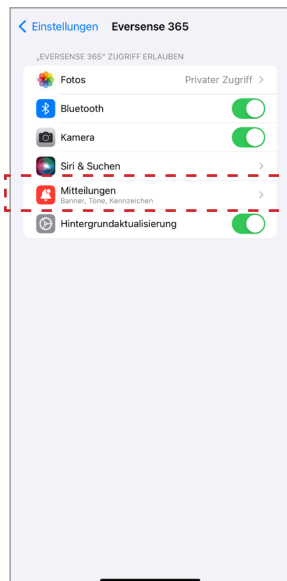 Einstellungen Eversense 365
„EVERSENSE 365“ ZUGRIFF ERLAUBEN
Fotos Privater Zugriff
Bluetooth
Kamera
Siri & Suchen
Mitteilungen
Banner, Töne, Kennzeichen
Hintergrundaktualisierung